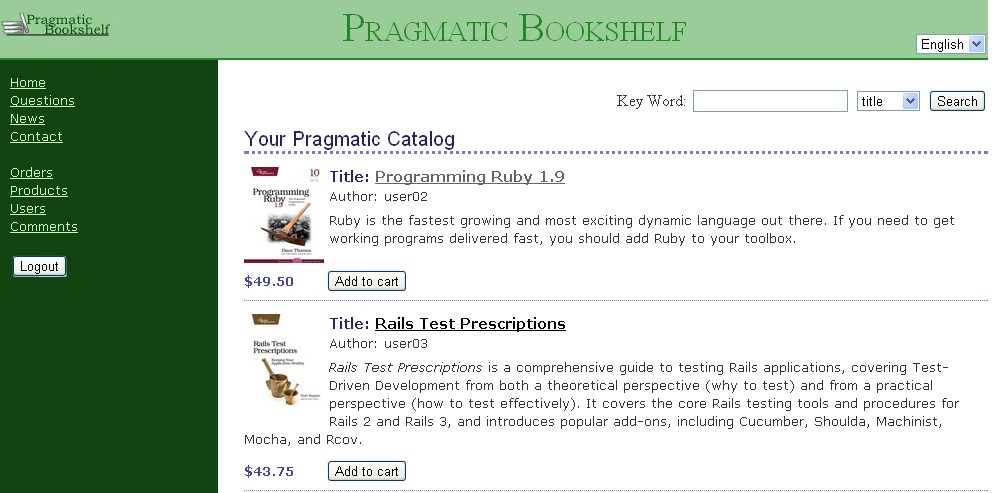 Pragmatic
Bookshelf
PRAGMATIC BOOKSHELF
English
Home
Questions
News
Contact
Orders
Products
Users
Comments
Logout
Key Word:
title
Search
Your Pragmatic Catalog
10
Programming
Ruby
1.9
Dave Thomas
Title: Programming Ruby 1.9
Author: user02
Ruby is the fastest growing and most exciting dynamic language out there. If you need to get
working programs delivered fast, you should add Ruby to your toolbox.
$49.50
Add to cart
Rails Test
Prescriptions
Title: Rails Test Prescriptions
Author: user03
Rails Test Prescriptions is a comprehensive guide to testing Rails applications, covering Test-
Driven Development from both a theoretical perspective (why to test) and from a practical
perspective (how to test effectively). It covers the core Rails testing tools and procedures for
Rails 2 and Rails 3, and introduces popular add-ons, including Cucumber, Shoulda, Machinist,
Mocha, and Rcov.
$43.75
Add to cart